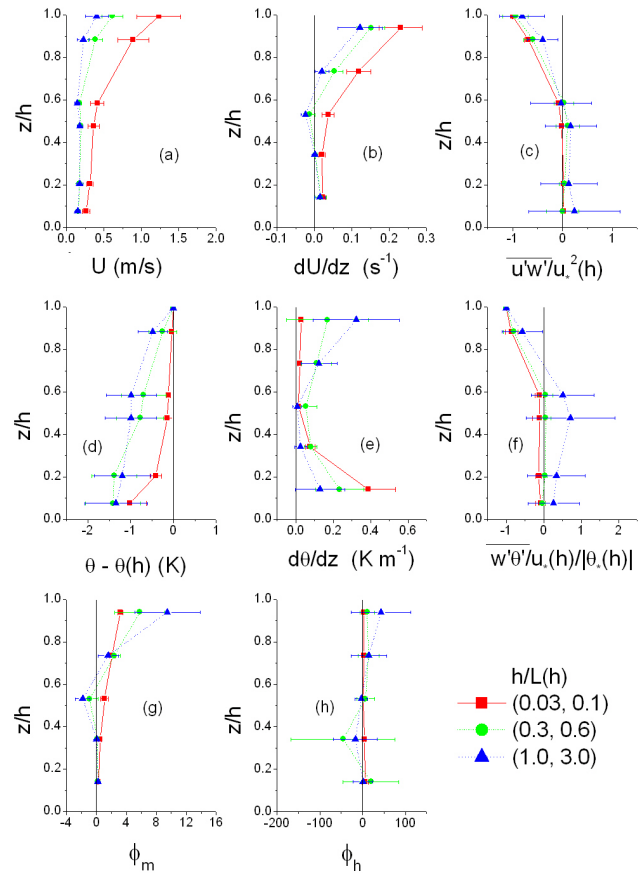 1.0 1.0 1.0
0.8 0.8 0.8
0.6 0.6 0.6
0.4 0.4 0.4
0.2 0.2 0.2
0.0 0.0 0.0
z/h z/h z/h
(a) (b) (c)
0.0 0.5 1.0 1.5 2.0 -0.1 0.0 0.1 0.2 0.3 -1 0 1
U (m/s) dU/dz (s⁻¹) u'w'/u*²(h)
1.0 1.0 1.0
0.8 0.8 0.8
0.6 0.6 0.6
0.4 0.4 0.4
0.2 0.2 0.2
0.0 0.0 0.0
z/h z/h z/h
(d) (e) (f)
-2 -1 0 0.0 0.2 0.4 0.6 -1 0 1 2
θ - θ(h) (K) dθ/dz (K m⁻¹) w'θ'/u*(h)/|θ*(h)|
1.0 1.0
0.8 0.8
0.6 0.6
0.4 0.4
0.2 0.2
0.0 0.0
z/h z/h
(g) (h)
-4 0 4 8 12 16 -200 -100 0 100
ϕm ϕh
h/L(h)
(0.03, 0.1)
(0.3, 0.6)
(1.0, 3.0)